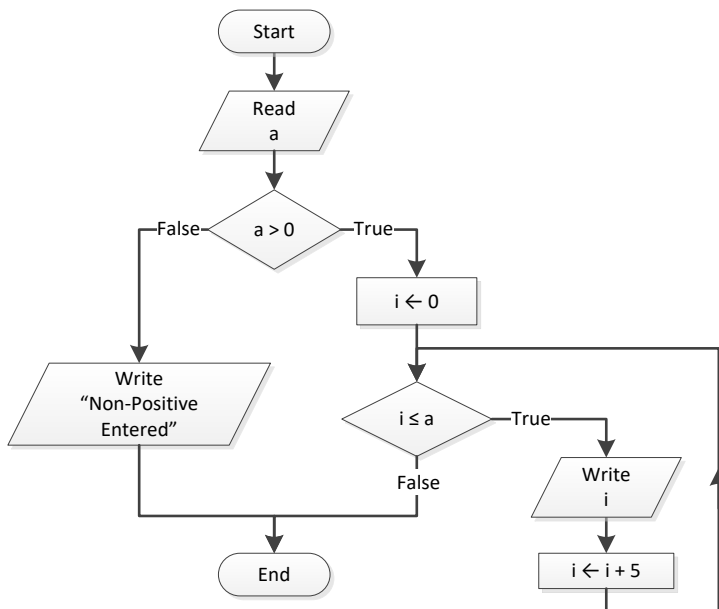 Start
Read
a
a > 0
False
True
i ← 0
Write
“Non-Positive
Entered”
i ≤ a
True
False
Write
i
i ← i + 5
End